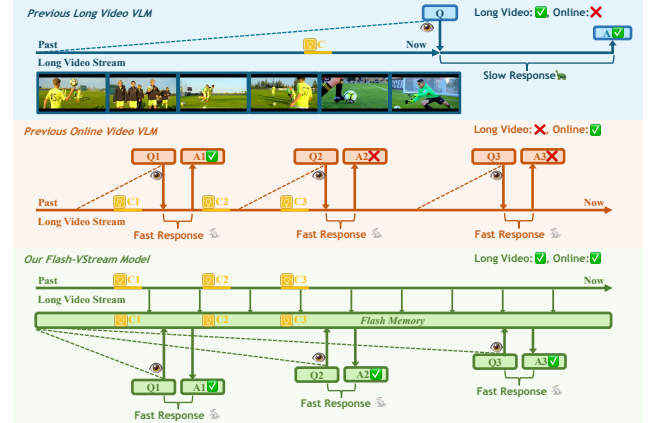 Previous Long Video VLM
Q
Long Video: ✅, Online:❌
Past
C
Now
A ✅
Long Video Stream
Slow Response
Previous Online Video VLM
Long Video:❌, Online:✅
Q1 A1✅ Q2 A2❌ Q3 A3❌
Past C1 C2 C3 Now
Long Video Stream
Fast Response Fast Response Fast Response
Our Flash-VStream Model
Long Video:✅, Online:✅
Past C1 C2 C3 Now
Long Video Stream
C1 C2 C3 Flash Memory
Q3 A3✅
Q1 A1✅ Q2 A2✅
Fast Response
Fast Response Fast Response